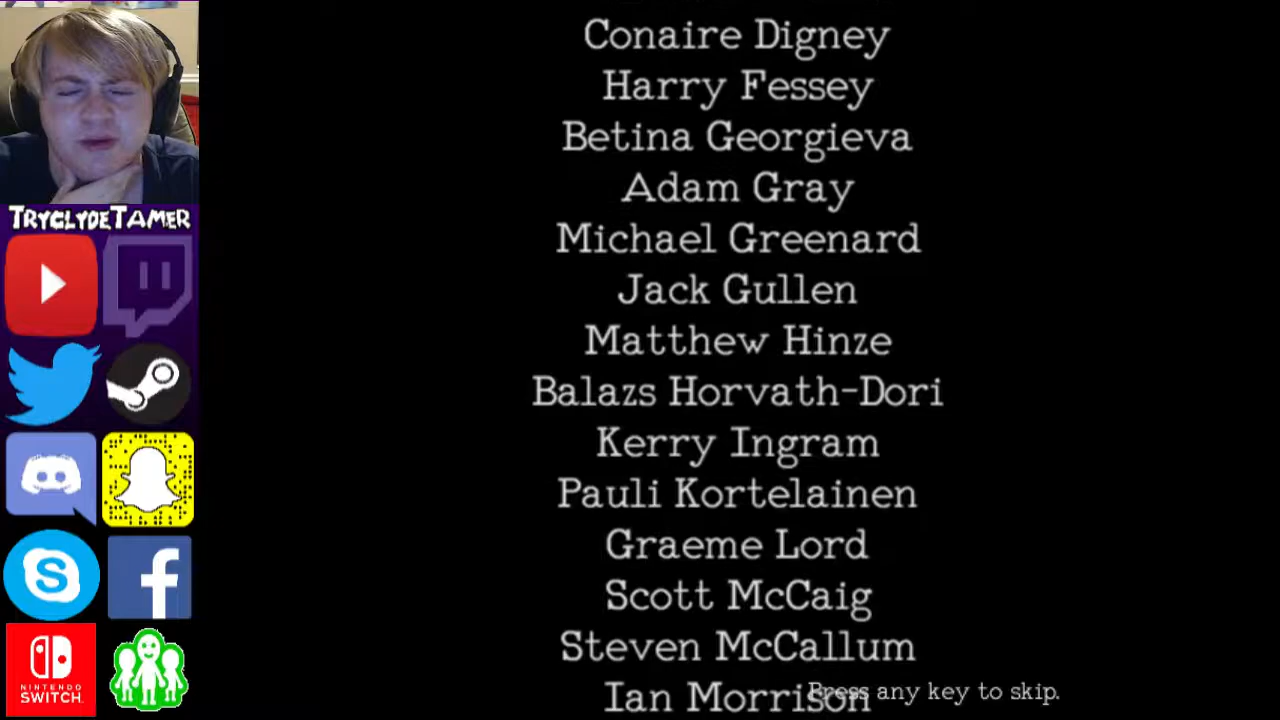 Conaire Digney
Harry Fessey
Betina Georgieva
Adam Gray
Michael Greenard
Jack Gullen
Matthew Hinze
Balazs Horvath-Dori
Kerry Ingram
Pauli Kortelainen
Graeme Lord
Scott McCaig
Steven McCallum
Ian Morrison
Press any key to skip.
TRYCLYDETAMER
S
f
NINTENDO
SWITCH